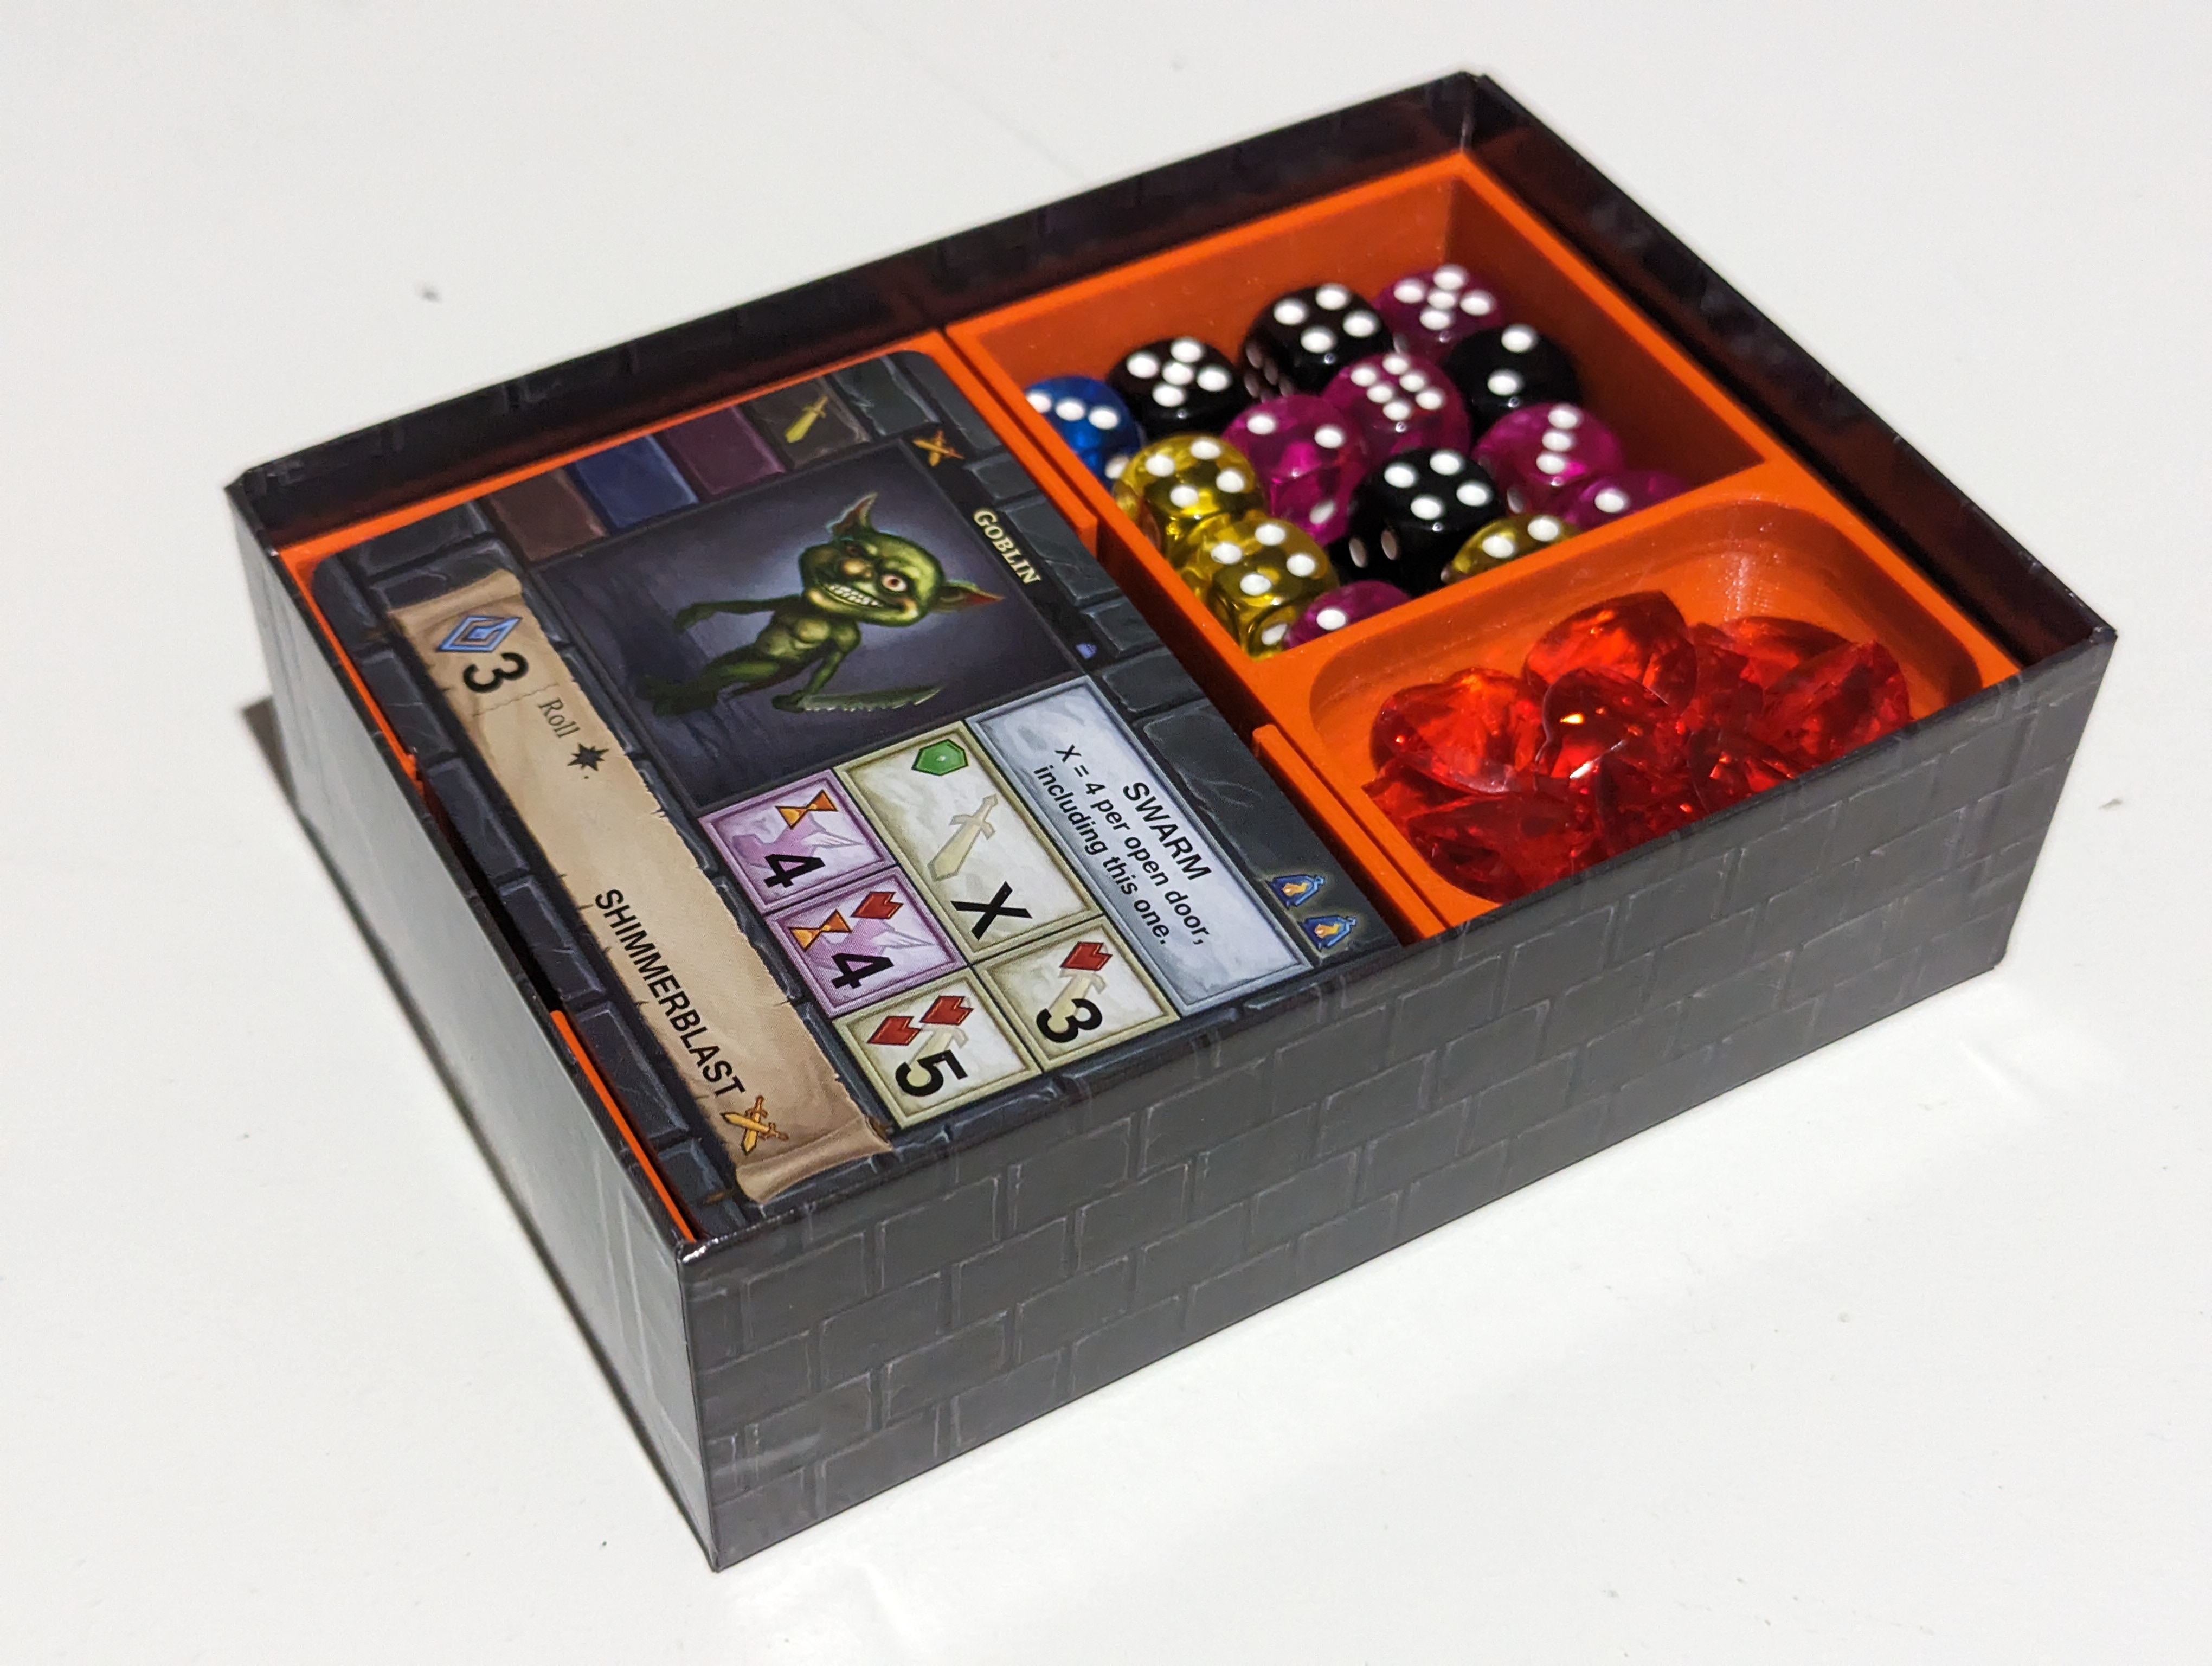 GOBLIN
SWARM
X = 4 per open door,
including this one.
X
3
4
4
5
3 Roll .
SHIMMERBLAST